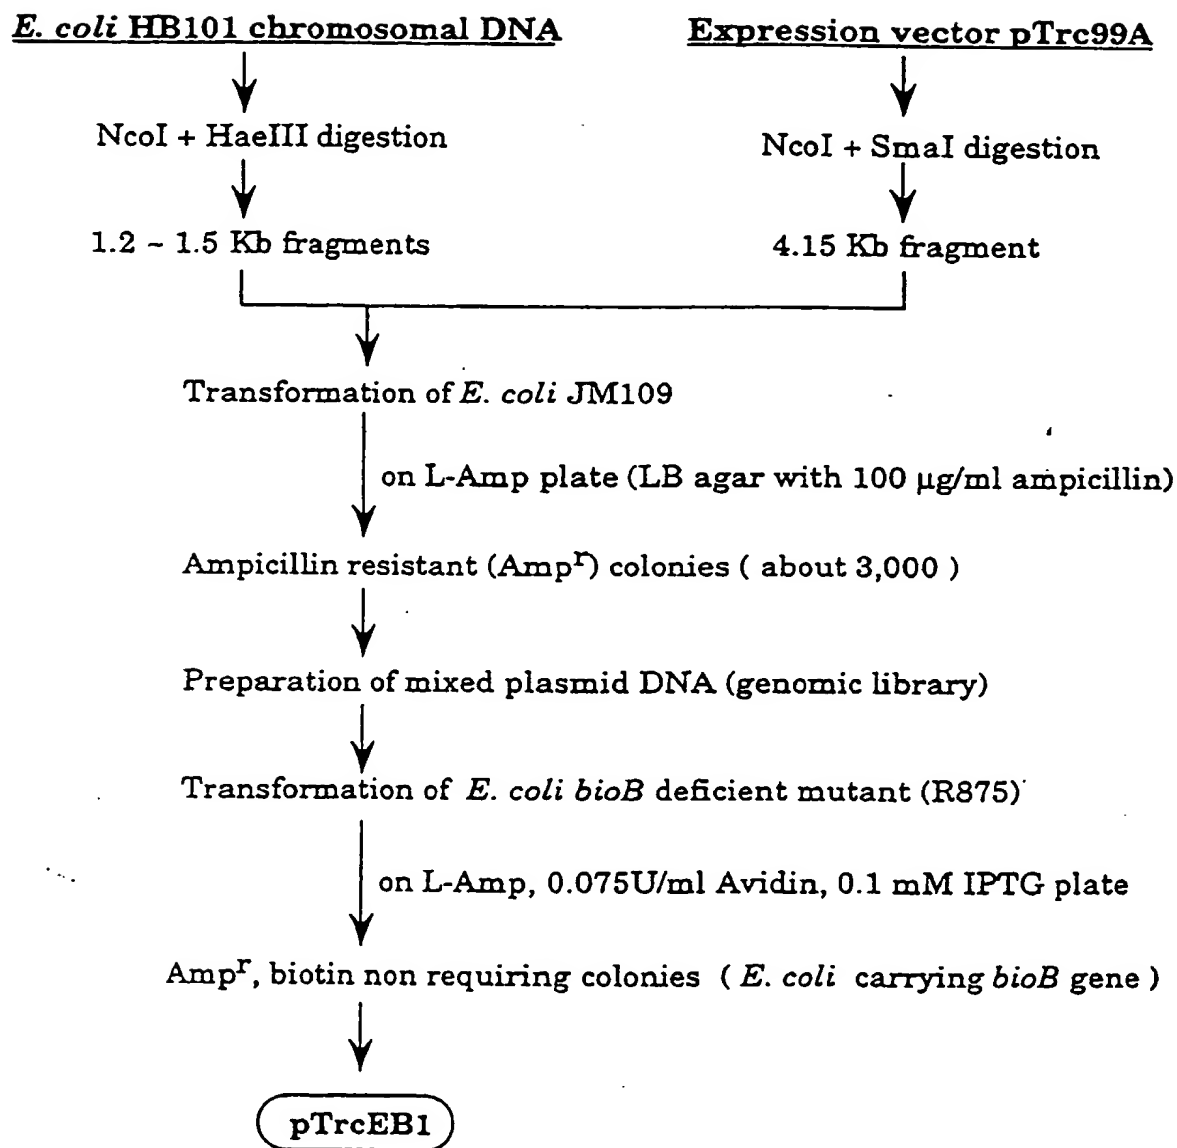 E. coli HB101 chromosomal DNA
Expression vector pTrc99A
NcoI + HaeIII digestion
NcoI + SmaI digestion
1.2 ~ 1.5 Kb fragments
4.15 Kb fragment
Transformation of E. coli JM109
on L-Amp plate (LB agar with 100 µg/ml ampicillin)
Ampicillin resistant (Ampʳ) colonies ( about 3,000 )
Preparation of mixed plasmid DNA (genomic library)
Transformation of E. coli bioB deficient mutant (R875)
on L-Amp, 0.075U/ml Avidin, 0.1 mM IPTG plate
Ampʳ, biotin non requiring colonies ( E. coli carrying bioB gene )
pTrcEB1